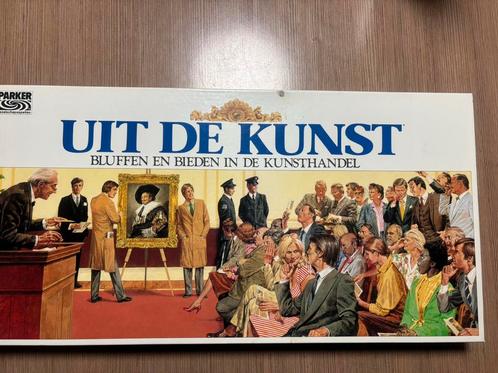 PARKER
UIT DE KUNST
BLUFFEN EN BIEDEN IN DE KUNSTHANDEL